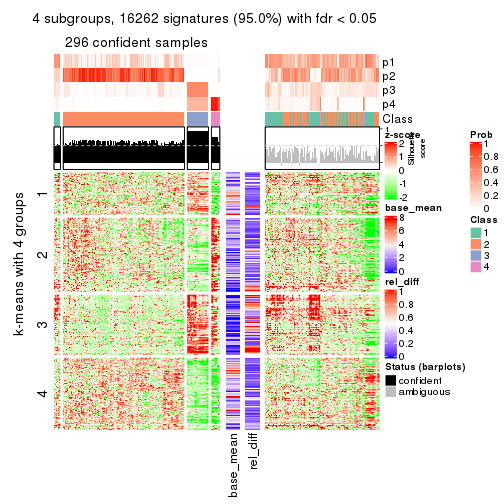 4 subgroups, 16262 signatures (95.0%) with fdr < 0.05
296 confident samples
p1
p2
p3
p4
Class
1
Silhouette
score
z-score
2
1
0
-1
-2
base_mean
8
6
4
2
0
rel_diff
1
0.8
0.6
0.4
0.2
0
Prob
1
0.8
0.6
0.4
0.2
0
Class
1
2
3
4
Status (barplots)
confident
ambiguous
k-means with 4 groups
1
2
3
4
base_mean
rel_diff